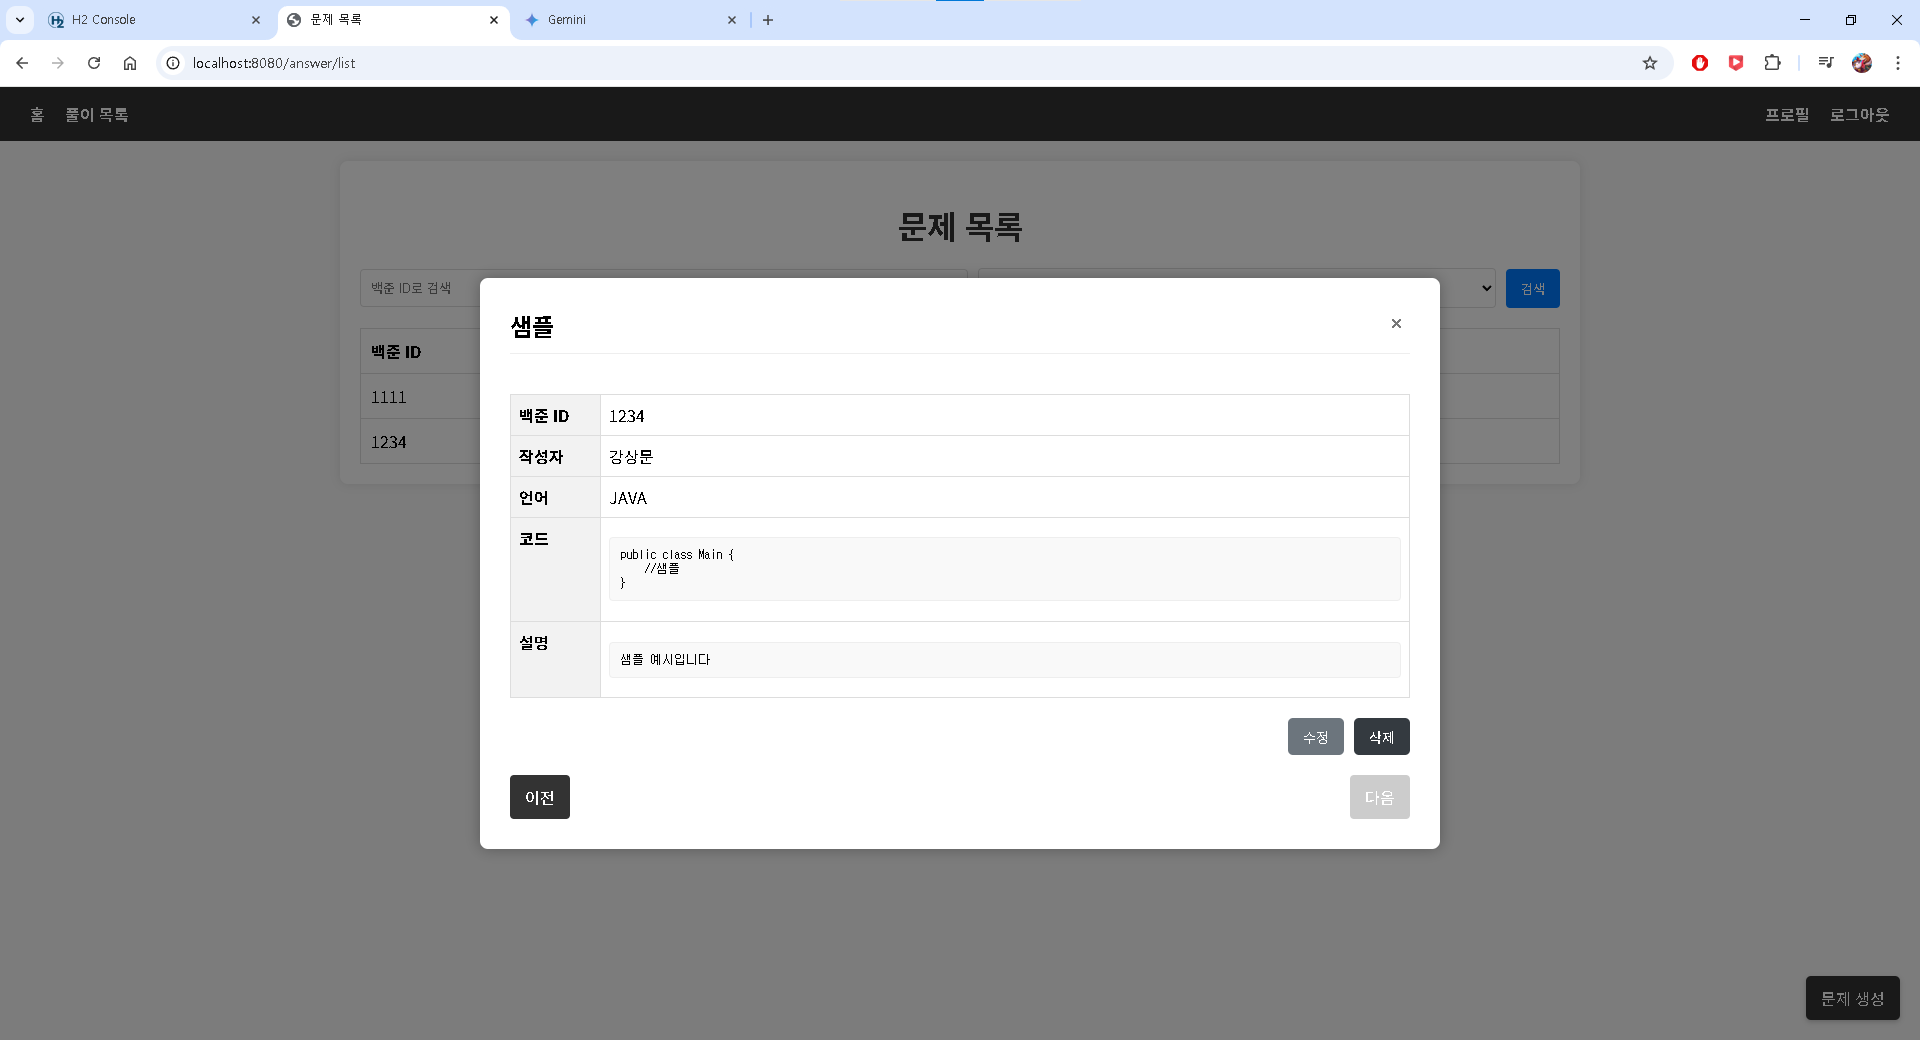 H2 Console
문제 목록
Gemini
localhost:8080/answer/list
홈 풀이 목록 프로필 로그아웃
문제 목록
백준 ID로 검색
검색
백준 ID
1111
1234
샘플
×
백준 ID 1234
작성자 강상문
언어 JAVA
코드
public class Main {
    //샘플
}
설명
샘플 예시입니다
수정 삭제
이전 다음
문제 생성